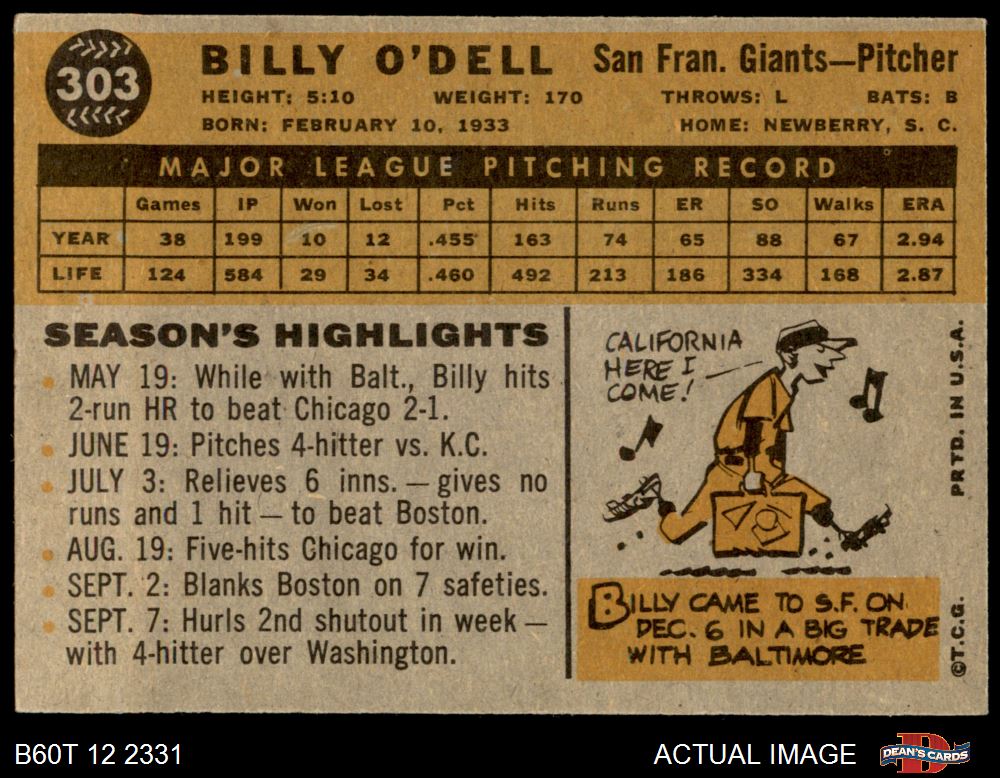 303
BILLY O'DELL San Fran. Giants—Pitcher
HEIGHT: 5:10 WEIGHT: 170 THROWS: L BATS: B
BORN: FEBRUARY 10, 1933 HOME: NEWBERRY, S. C.
MAJOR LEAGUE PITCHING RECORD
Games IP Won Lost Pct Hits Runs ER SO Walks ERA
YEAR 38 199 10 12 .455 163 74 65 88 67 2.94
LIFE 124 584 29 34 .460 492 213 186 334 168 2.87
SEASON'S HIGHLIGHTS
MAY 19: While with Balt., Billy hits
2-run HR to beat Chicago 2-1.
JUNE 19: Pitches 4-hitter vs. K.C.
JULY 3: Relieves 6 inns. — gives no
runs and 1 hit — to beat Boston.
AUG. 19: Five-hits Chicago for win.
SEPT. 2: Blanks Boston on 7 safeties.
SEPT. 7: Hurls 2nd shutout in week —
with 4-hitter over Washington.
CALIFORNIA
HERE I
COME!
BILLY CAME TO S.F. ON
DEC. 6 IN A BIG TRADE
WITH BALTIMORE
©T.C.G. PRTD. IN U.S.A.
B60T 12 2331 ACTUAL IMAGE
DEAN'S CARDS